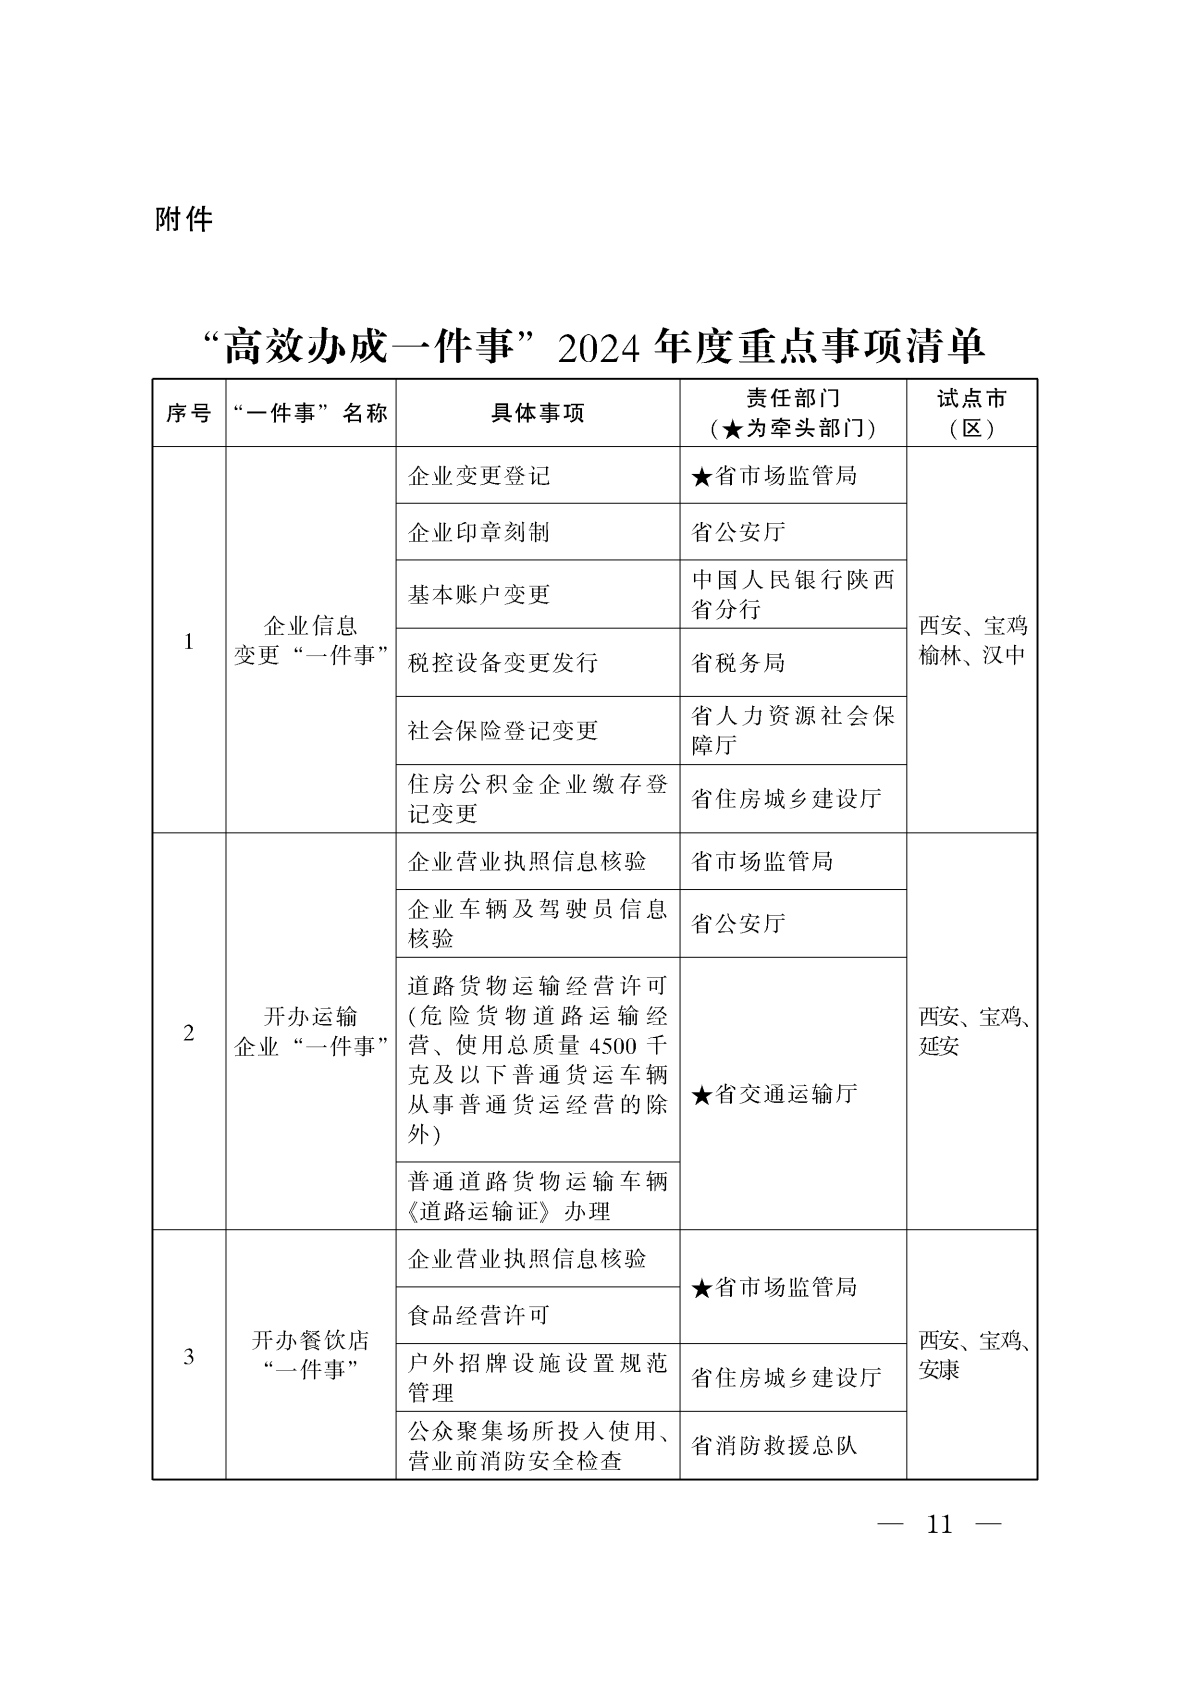 附件
“高效办成一件事”2024年度重点事项清单
序号
“一件事”名称
具体事项
责任部门
（★为牵头部门）
试点市
（区）
1
企业信息
变更“一件事”
企业变更登记
★省市场监管局
企业印章刻制
省公安厅
基本账户变更
中国人民银行陕西
省分行
税控设备变更发行
省税务局
社会保险登记变更
省人力资源社会保
障厅
住房公积金企业缴存登
记变更
省住房城乡建设厅
西安、宝鸡
榆林、汉中
2
开办运输
企业“一件事”
企业营业执照信息核验
省市场监管局
企业车辆及驾驶员信息
核验
省公安厅
道路货物运输经营许可
（危险货物道路运输经
营、使用总质量4500千
克及以下普通货运车辆
从事普通货运经营的除
外）
★省交通运输厅
普通道路货物运输车辆
《道路运输证》办理
西安、宝鸡、
延安
3
开办餐饮店
“一件事”
企业营业执照信息核验
★省市场监管局
食品经营许可
户外招牌设施设置规范
管理
省住房城乡建设厅
公众聚集场所投入使用、
营业前消防安全检查
省消防救援总队
西安、宝鸡、
安康
— 11 —